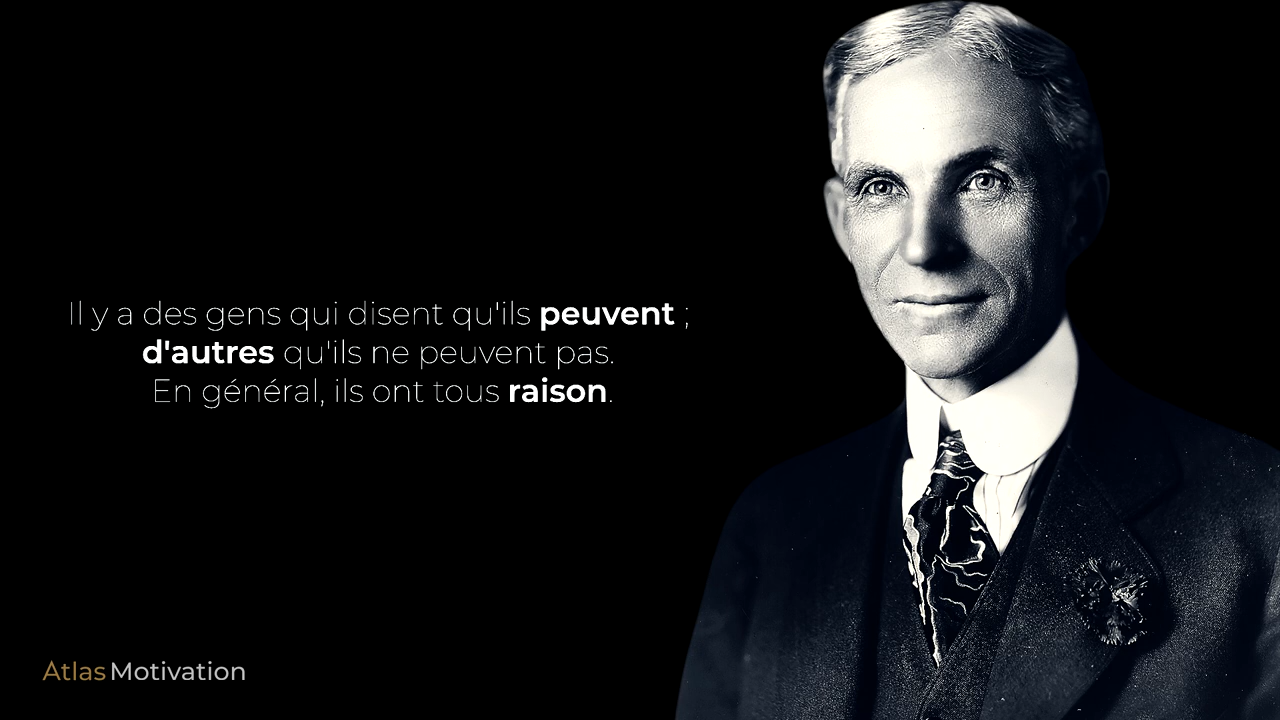 Il y a des gens qui disent qu'ils peuvent ;
d'autres qu'ils ne peuvent pas.
En général, ils ont tous raison.
Atlas Motivation